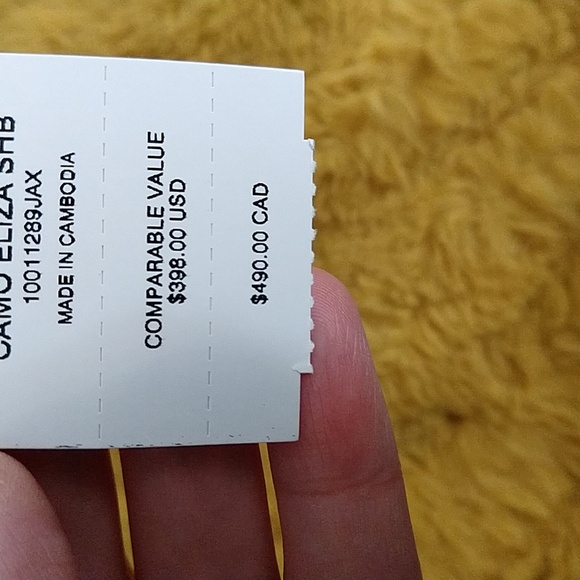 CAMO ELIZA SHB
10011289JAX
MADE IN CAMBODIA
COMPARABLE VALUE
$398.00 USD
$490.00 CAD